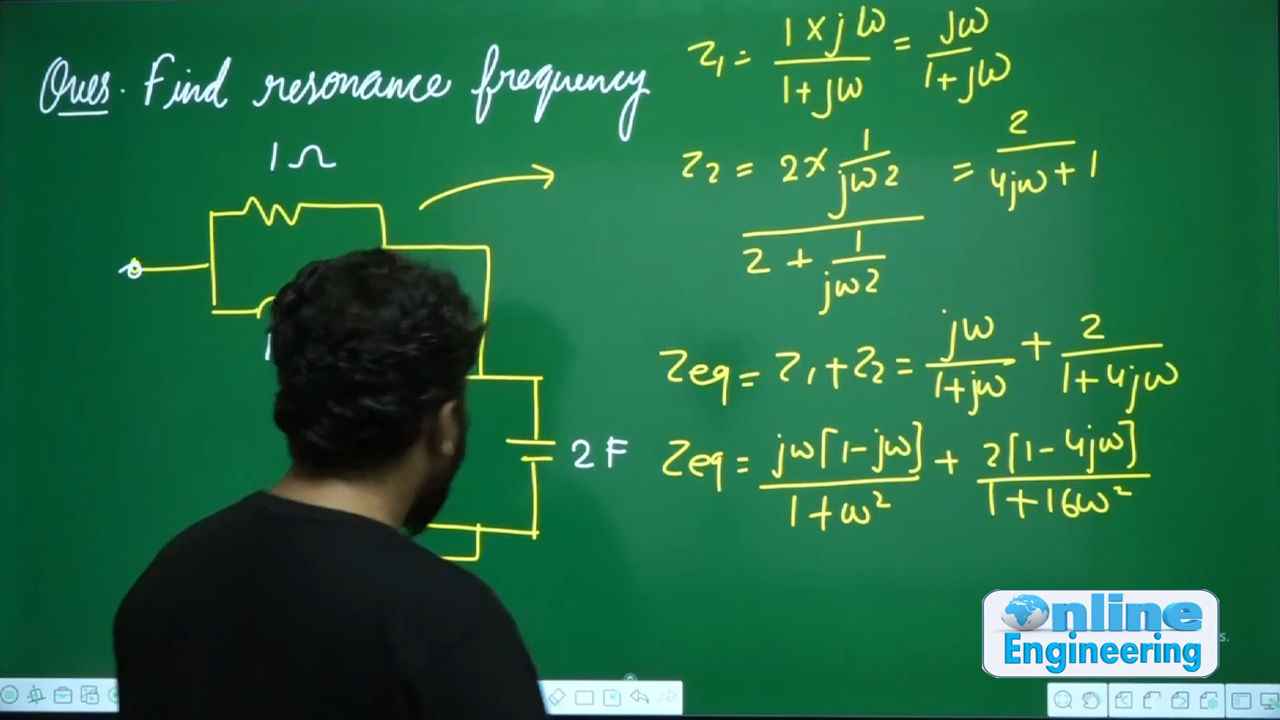 Ques. Find resonance frequency
1 Ω
2 F
z₁ = 1 × jω / 1 + jω = jω / 1 + jω
z₂ = 2 × 1/jω2 / 2 + 1/jω2 = 2 / 4jω + 1
Zeq = z₁ + z₂ = jω / 1 + jω + 2 / 1 + 4jω
Zeq = jω[1 - jω] / 1 + ω² + 2[1 - 4jω] / 1 + 16ω²
Online
Engineering